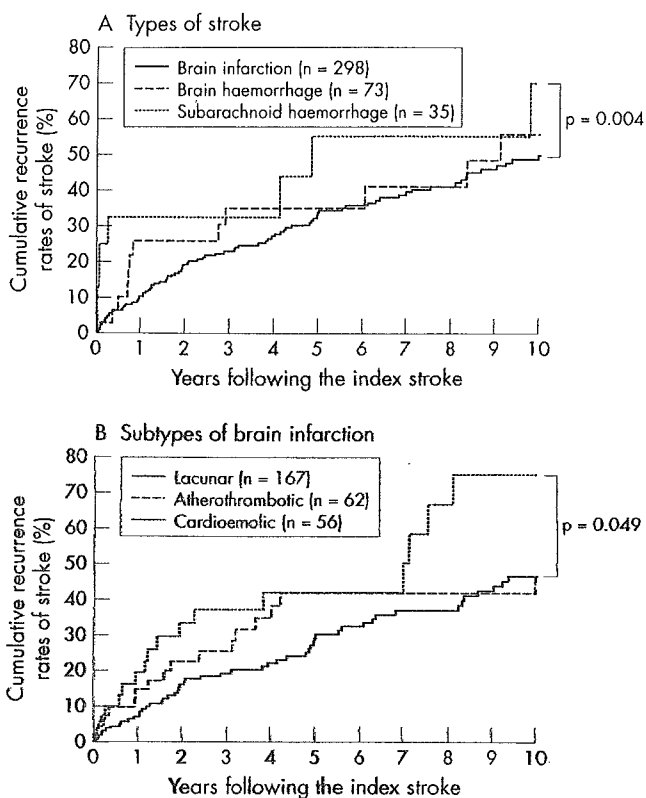 A Types of stroke
80
70
60
50
40
30
20
10
0
Cumulative recurrence
rates of stroke (%)
Brain infarction (n = 298)
Brain haemorrhage (n = 73)
Subarachnoid haemorrhage (n = 35)
p = 0.004
0 1 2 3 4 5 6 7 8 9 10
Years following the index stroke
B Subtypes of brain infarction
80
70
60
50
40
30
20
10
0
Cumulative recurrence
rates of stroke (%)
Lacunar (n = 167)
Atherothrombotic (n = 62)
Cardioemolic (n = 56)
p = 0.049
0 1 2 3 4 5 6 7 8 9 10
Years following the index stroke